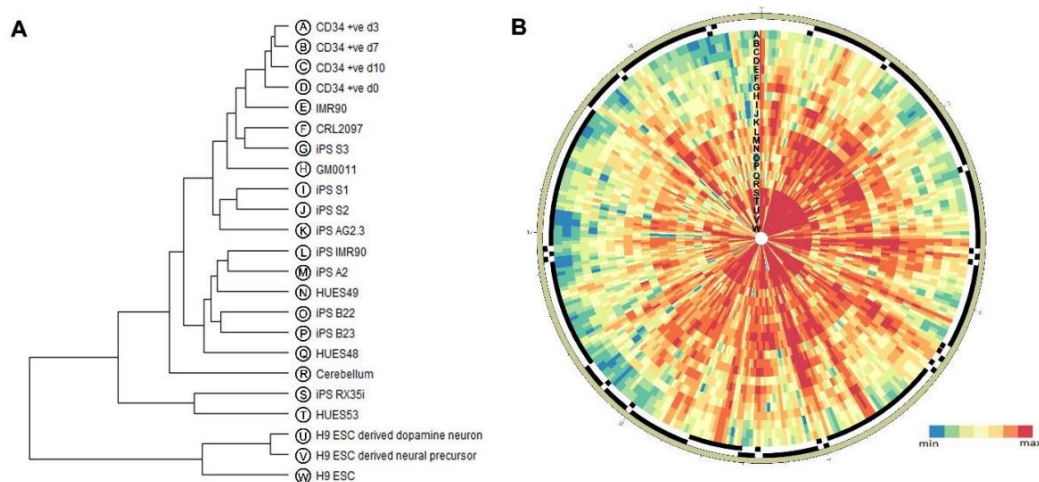 A
A CD34 +ve d3
B CD34 +ve d7
C CD34 +ve d10
D CD34 +ve d0
E IMR90
F CRL2097
G iPS S3
H GM0011
I iPS S1
J iPS S2
K iPS AG2.3
L iPS IMR90
M iPS A2
N HUES49
O iPS B22
P iPS B23
Q HUES48
R Cerebellum
S iPS RX35i
T HUES53
U H9 ESC derived dopamine neuron
V H9 ESC derived neural precursor
W H9 ESC
B
A
B
C
D
E
F
G
H
I
J
K
L
M
N
O
P
Q
R
S
T
U
V
W
min max